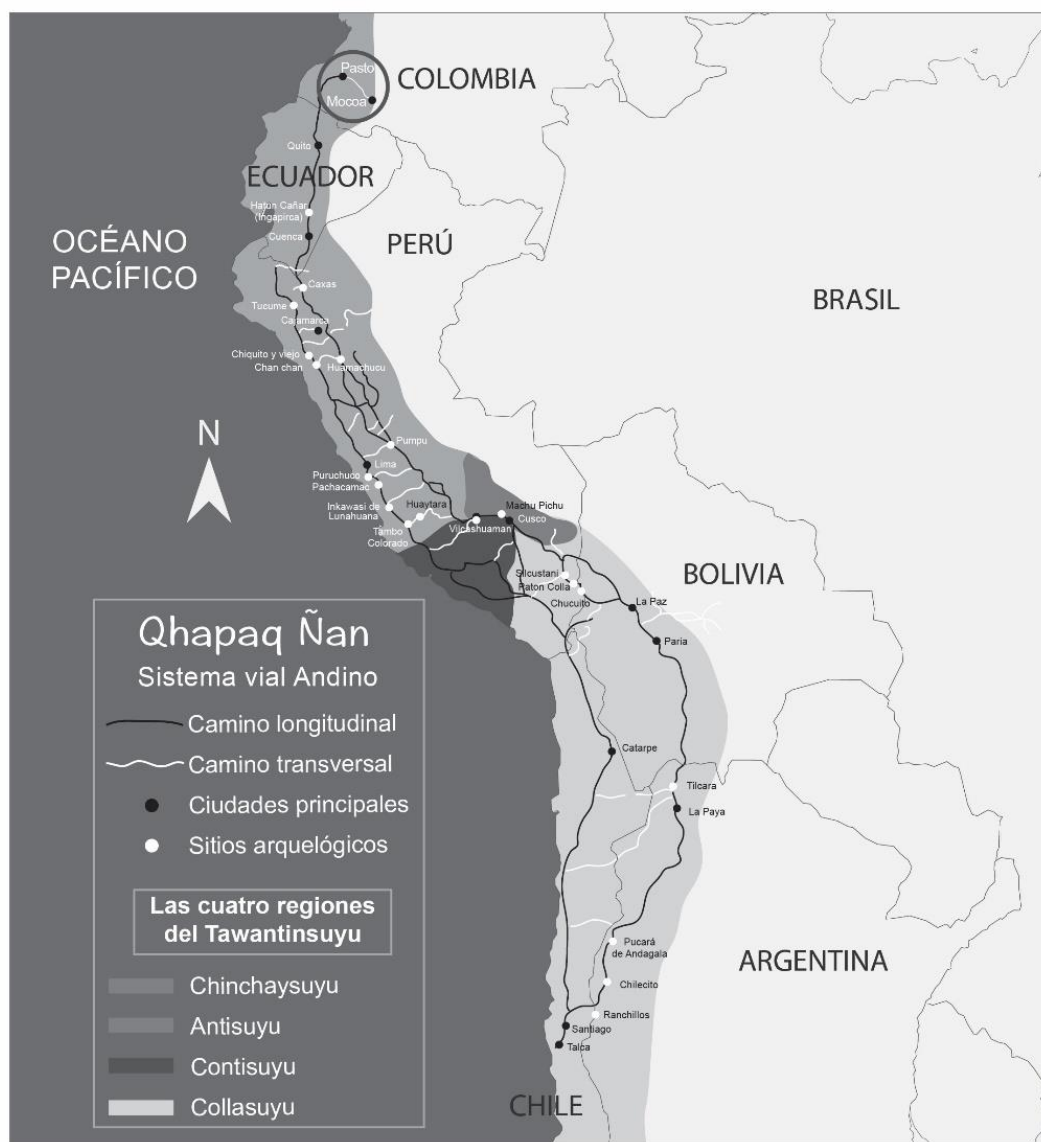 Pasto
COLOMBIA
Mocoa
Quito
ECUADOR
Hatun Cañar
(Ingapirca)
Cuenca
OCÉANO
PACÍFICO
PERÚ
BRASIL
Caxas
Tucume
Cajamarca
Chiquito y viejo
Chan chan
Huamachucu
N
Pumpu
Lima
Puruchuco
Pachacamac
Inkawasi de
Lunahuana
Huaytara
Tambo
Colorado
Vilcashuaman
Machu Pichu
Cusco
BOLIVIA
Silcustani
Paton Colla
Chucuito
La Paz
Paria
Catarpe
Tilcara
La Paya
Pucará
de Andagala
ARGENTINA
Chilecito
Ranchillos
Santiago
Talca
CHILE
Qhapaq Ñan
Sistema vial Andino
Camino longitudinal
Camino transversal
Ciudades principales
Sitios arquelógicos
Las cuatro regiones
del Tawantinsuyu
Chinchaysuyu
Antisuyu
Contisuyu
Collasuyu